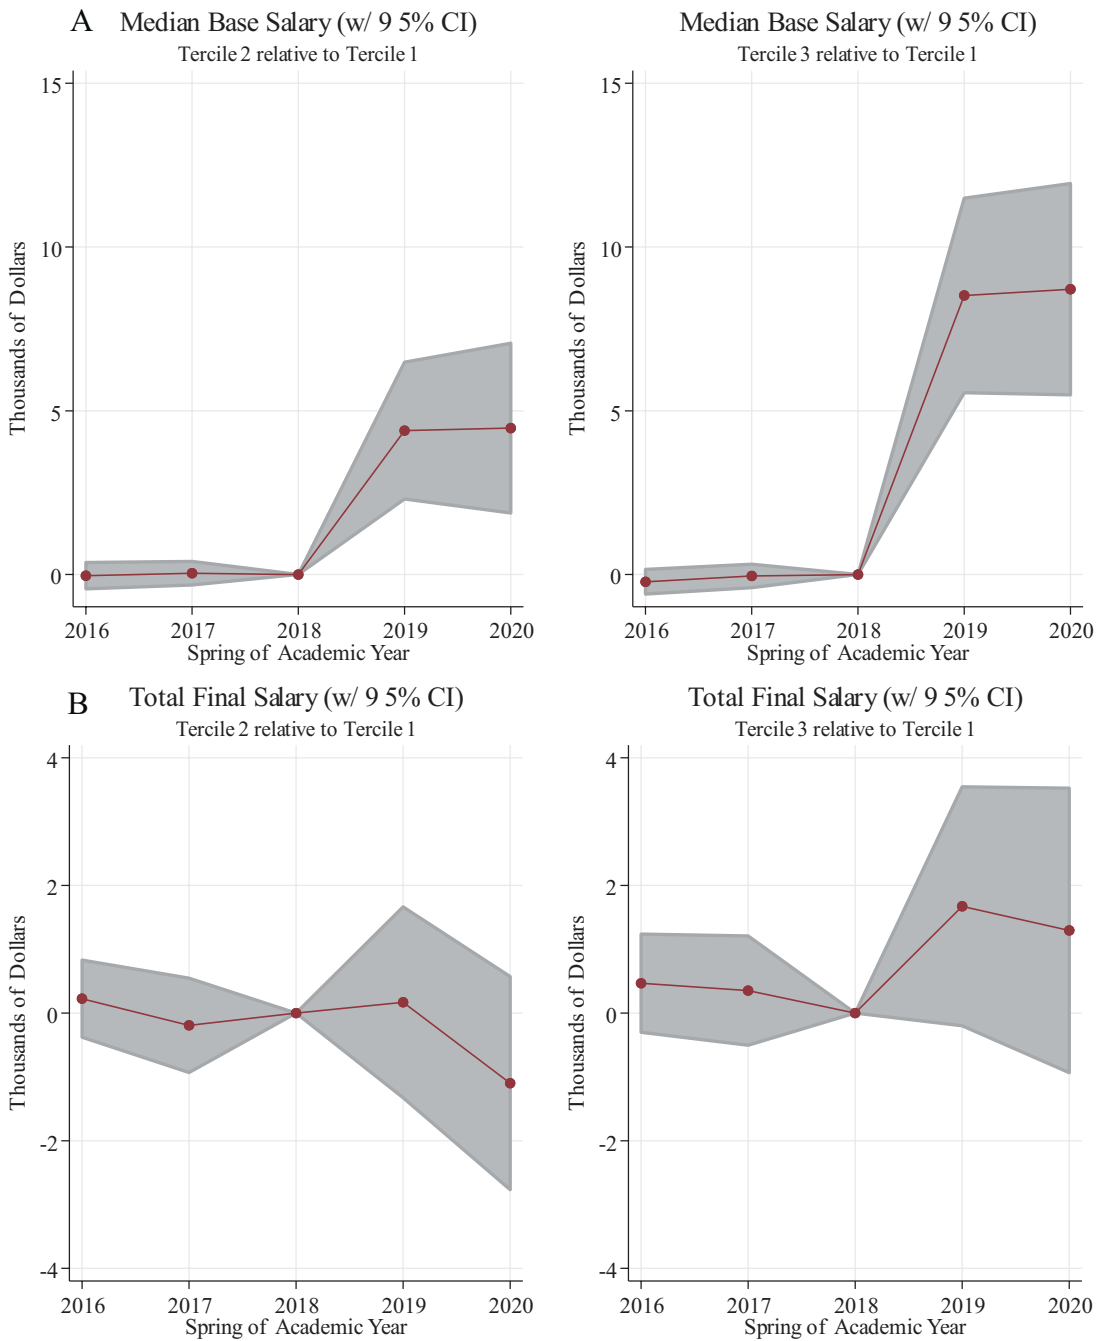 A Median Base Salary (w/ 9 5% CI)
Tercile 2 relative to Tercile 1
Thousands of Dollars
15
10
5
0
2016 2017 2018 2019 2020
Spring of Academic Year
Median Base Salary (w/ 9 5% CI)
Tercile 3 relative to Tercile 1
Thousands of Dollars
15
10
5
0
2016 2017 2018 2019 2020
Spring of Academic Year
B Total Final Salary (w/ 9 5% CI)
Tercile 2 relative to Tercile 1
Thousands of Dollars
4
2
0
-2
-4
2016 2017 2018 2019 2020
Spring of Academic Year
Total Final Salary (w/ 9 5% CI)
Tercile 3 relative to Tercile 1
Thousands of Dollars
4
2
0
-2
-4
2016 2017 2018 2019 2020
Spring of Academic Year